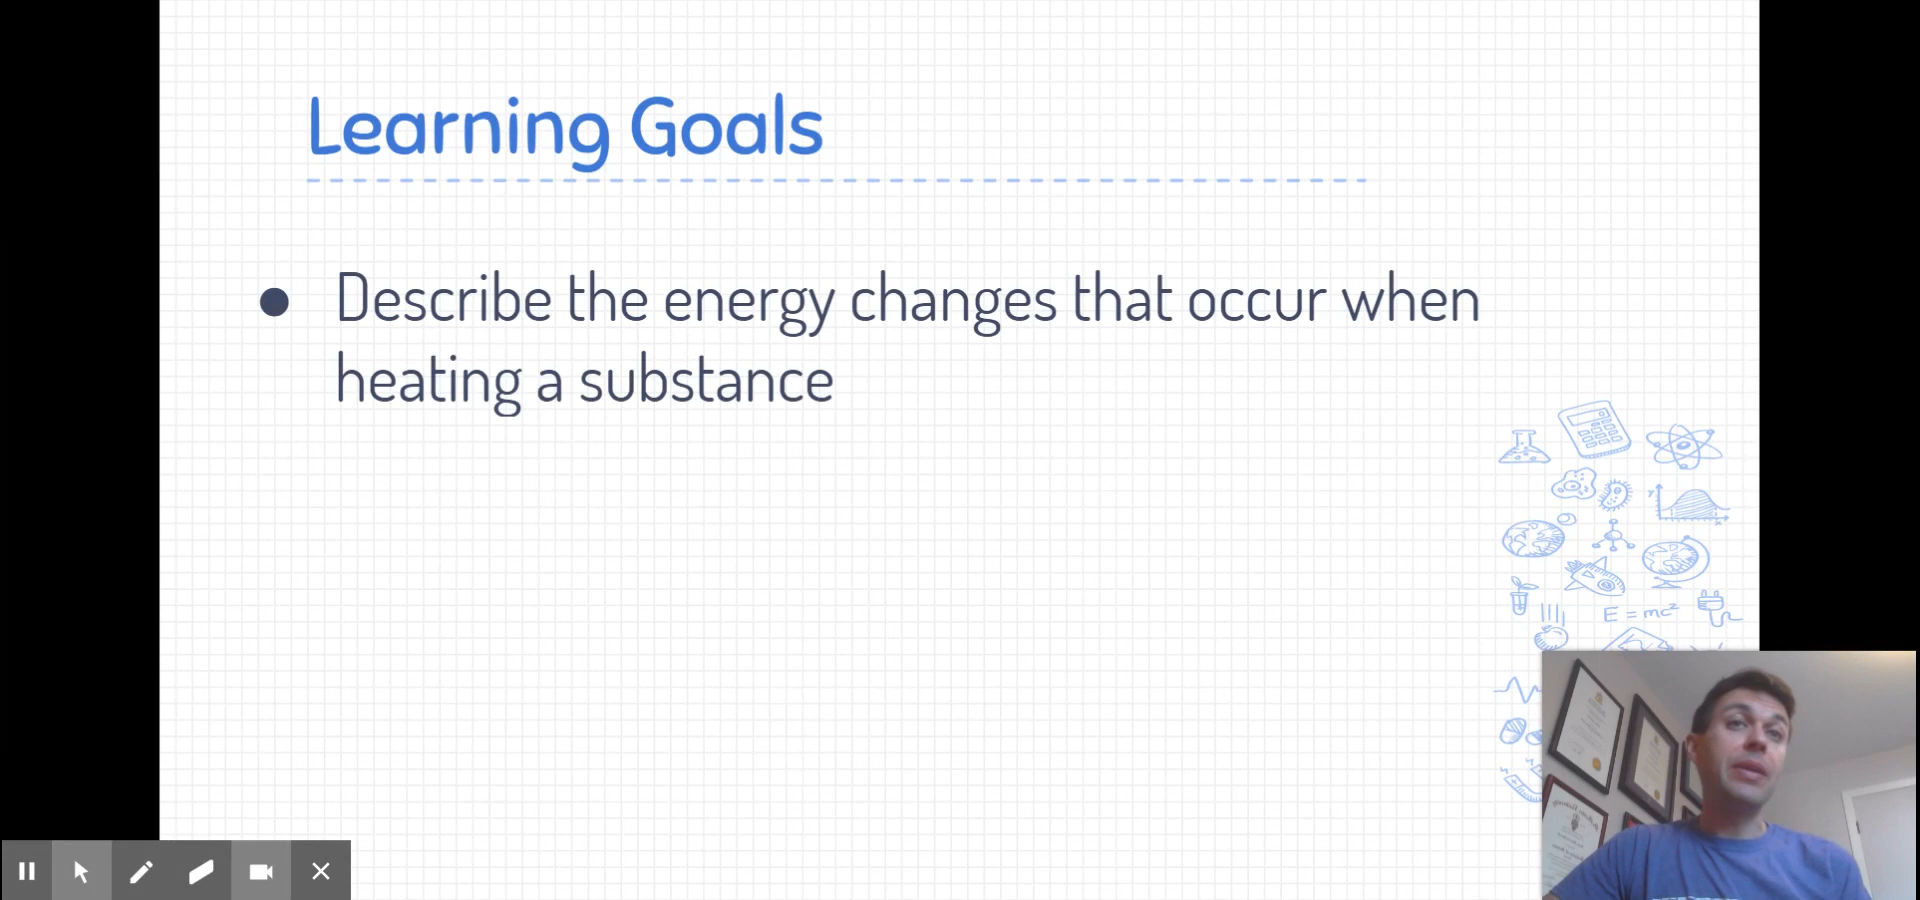 Learning Goals
● Describe the energy changes that occur when
heating a substance
y
x
E = mc²